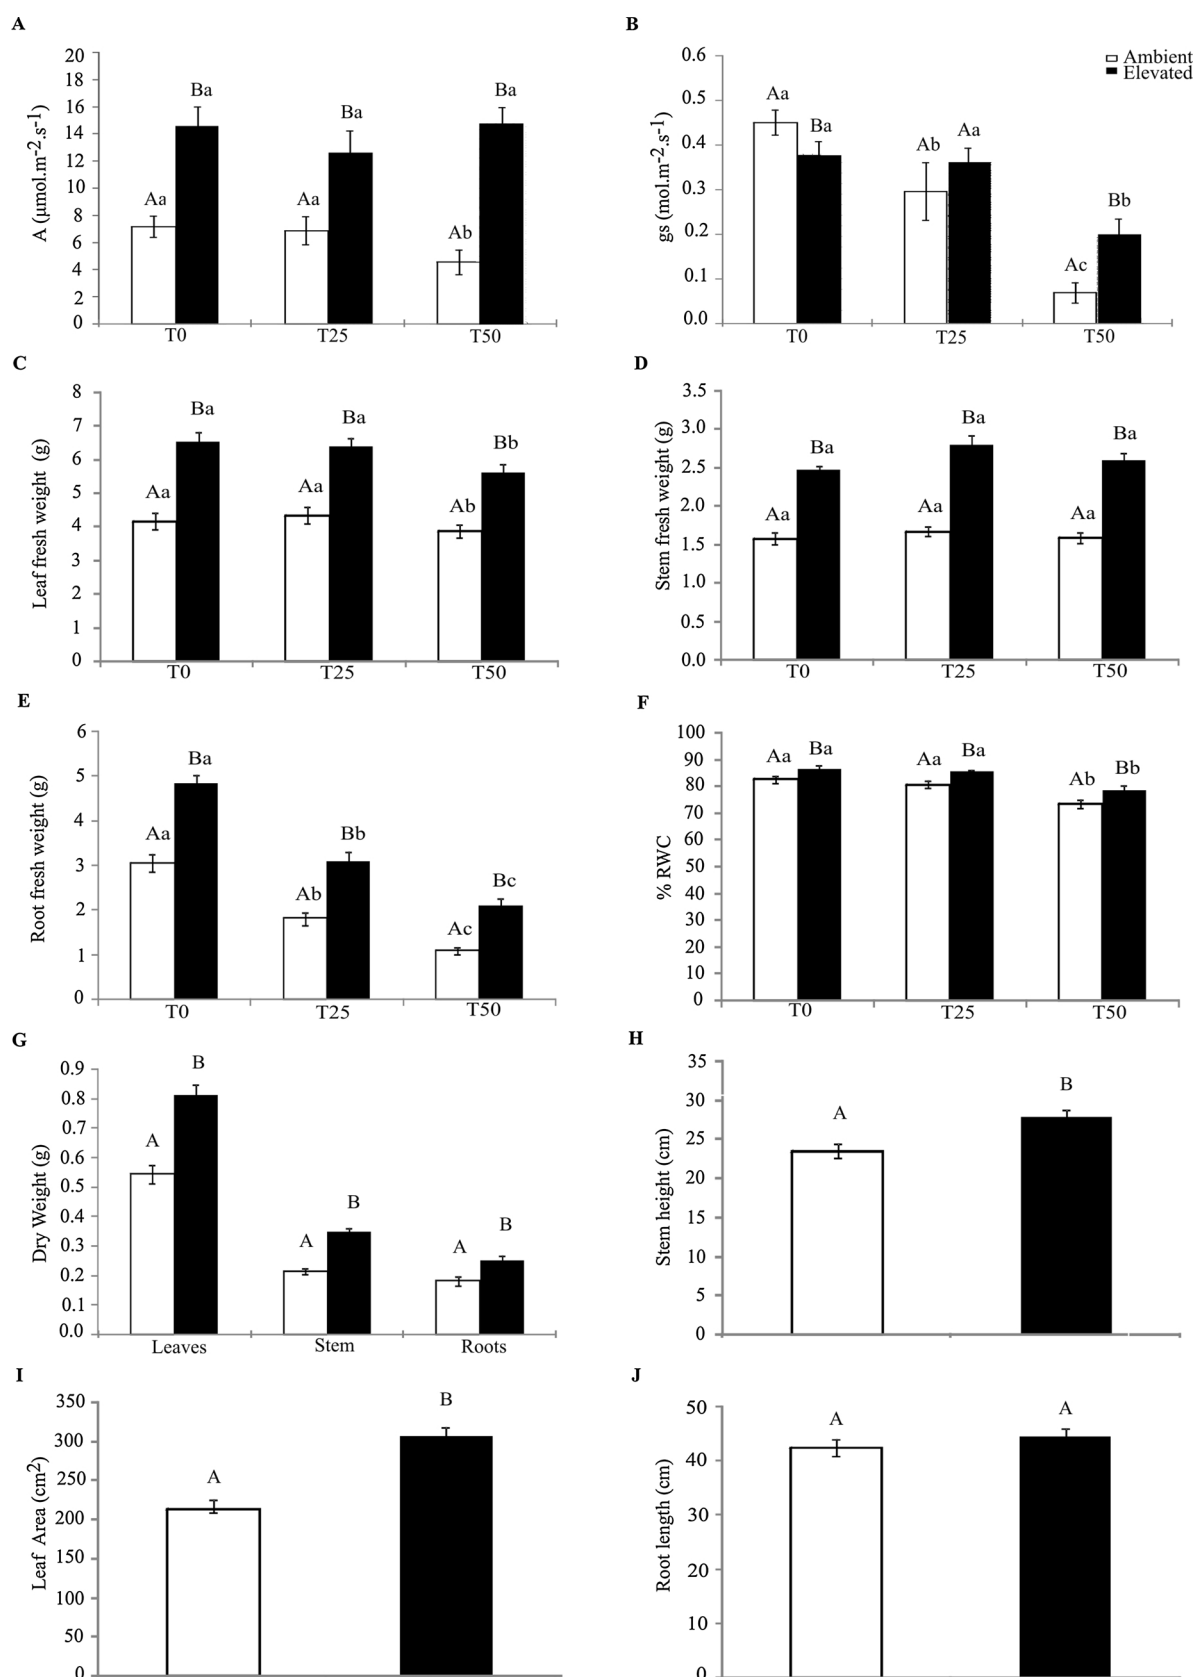 A
A (µmol.m-2.s-1)
20
18
16
14
12
10
8
6
4
2
0
Aa
Ba
Aa
Ba
Ab
Ba
T0
T25
T50
B
gs (mol.m-2.s-1)
0.6
0.5
0.4
0.3
0.2
0.1
0.0
Ambient
Elevated
Aa
Ba
Ab
Aa
Ac
Bb
T0
T25
T50
C
Leaf fresh weight (g)
8
7
6
5
4
3
2
1
0
Aa
Ba
Aa
Ba
Ab
Bb
T0
T25
T50
D
Stem fresh weight (g)
3.5
3.0
2.5
2.0
1.5
1.0
0.5
0.0
Aa
Ba
Aa
Ba
Aa
Ba
T0
T25
T50
E
Root fresh weight (g)
6
5
4
3
2
1
0
Aa
Ba
Ab
Bb
Ac
Bc
T0
T25
T50
F
% RWC
100
90
80
70
60
50
40
30
20
10
0
Aa
Ba
Aa
Ba
Ab
Bb
T0
T25
T50
G
Dry Weight (g)
0.9
0.8
0.7
0.6
0.5
0.4
0.3
0.2
0.1
0.0
A
B
A
B
A
B
Leaves
Stem
Roots
H
Stem height (cm)
35
30
25
20
15
10
5
0
A
B
I
Leaf Area (cm2)
350
300
250
200
150
100
50
0
A
B
J
Root length (cm)
50
40
30
20
10
0
A
A